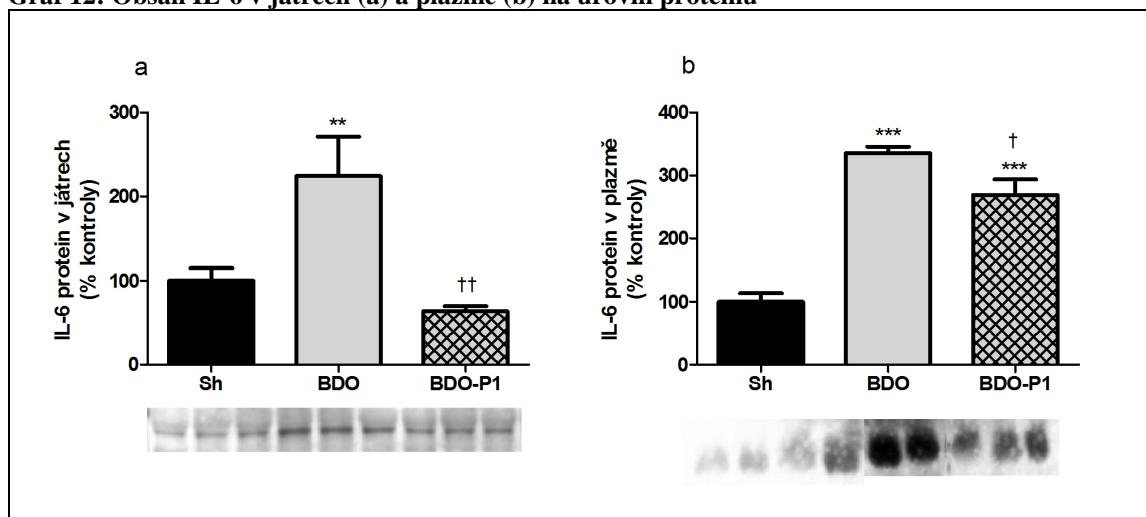 Graf 12: Obsah IL-6 v játrech (a) a plazmě (b) na úrovni proteinu
a
IL-6 protein v játrech
(% kontroly)
300
200
100
0
**
††
Sh BDO BDO-P1
b
IL-6 protein v plazmě
(% kontroly)
400
300
200
100
0
***
†
***
Sh BDO BDO-P1